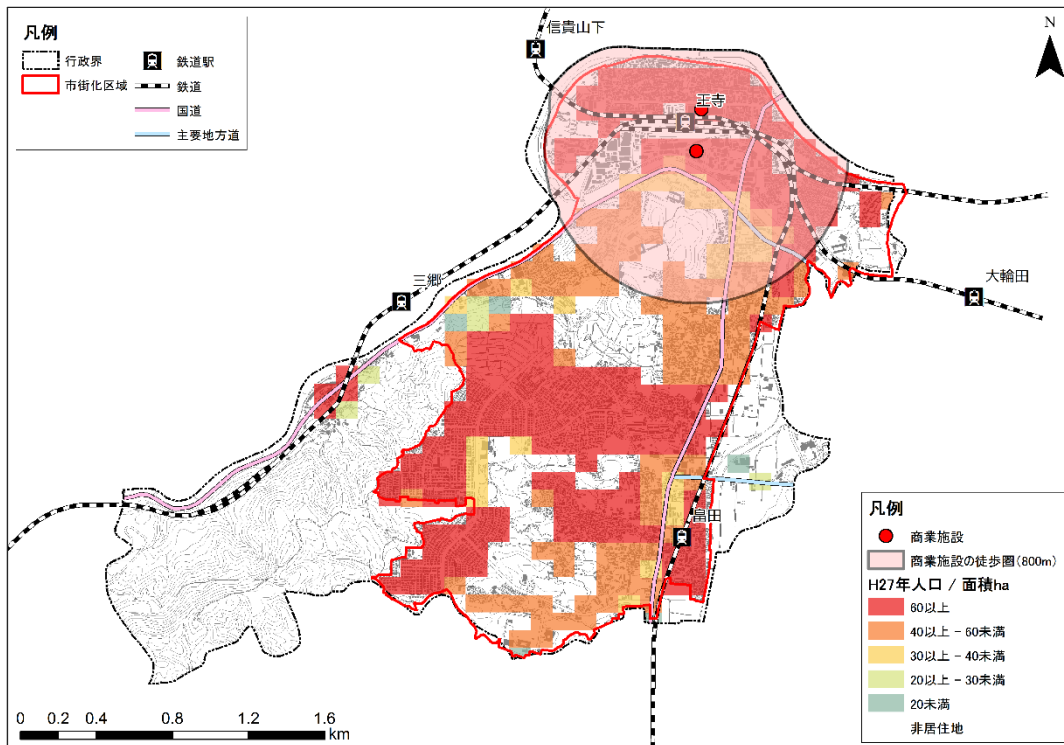 凡例
行政界
鉄道駅
市街化区域
鉄道
国道
主要地方道
信貴山下
N
王寺
三郷
大輪田
畠田
凡例
商業施設
商業施設の徒歩圏(800m)
H27年人口 / 面積ha
60以上
40以上 - 60未満
30以上 - 40未満
20以上 - 30未満
20未満
非居住地
0 0.2 0.4 0.8 1.2 1.6
km